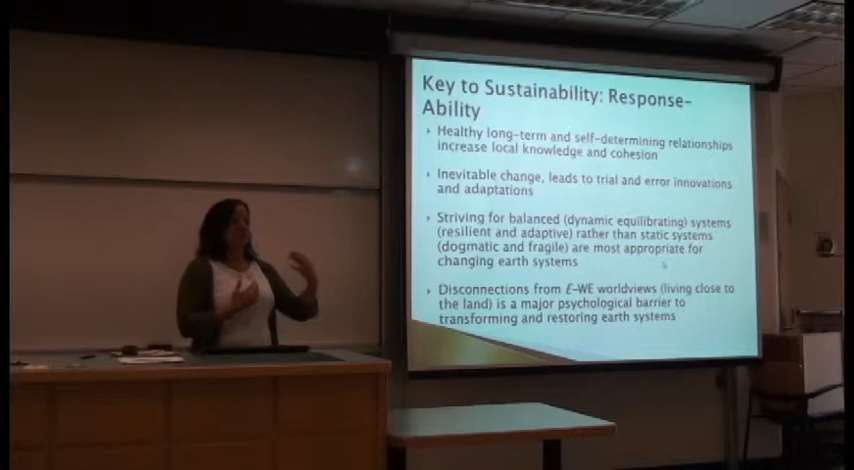 Key to Sustainability: Response-
Ability
Healthy long-term and self-determining relationships
increase local knowledge and cohesion
Inevitable change, leads to trial and error innovations
and adaptations
Striving for balanced (dynamic equilibrating) systems
(resilient and adaptive) rather than static systems
(dogmatic and fragile) are most appropriate for
changing earth systems
Disconnections from E-WE worldviews (living close to
the land) is a major psychological barrier to
transforming and restoring earth systems